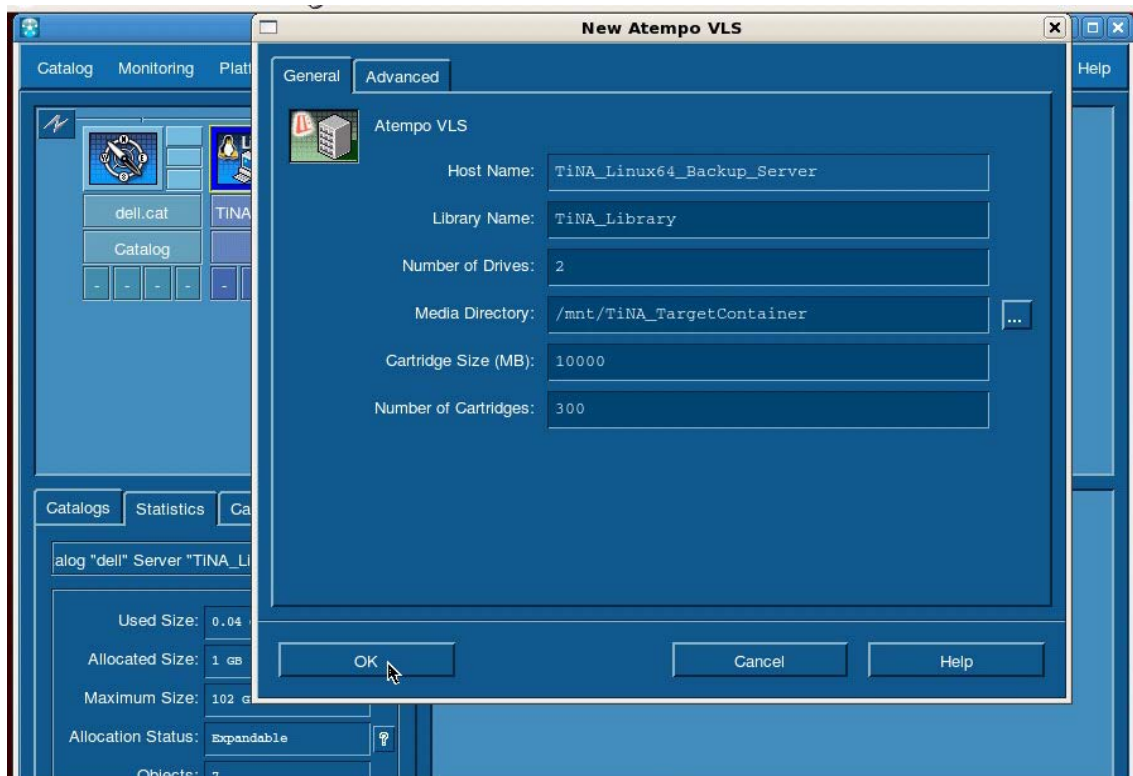 New Atempo VLS
Catalog Monitoring Help
General Advanced
Atempo VLS
Host Name: TiNA_Linux64_Backup_Server
Library Name: TiNA_Library
Number of Drives: 2
Media Directory: /mnt/TiNA_TargetContainer
...
Cartridge Size (MB): 10000
Number of Cartridges: 300
OK Cancel Help
dell.cat TiNA
Catalog
- - - - -
Catalogs Statistics Ca
alog "dell" Server "TiNA_Li
Used Size: 0.04
Allocated Size: 1 GB
Maximum Size: 102 G
Allocation Status: Expandable ?
Objects: 7